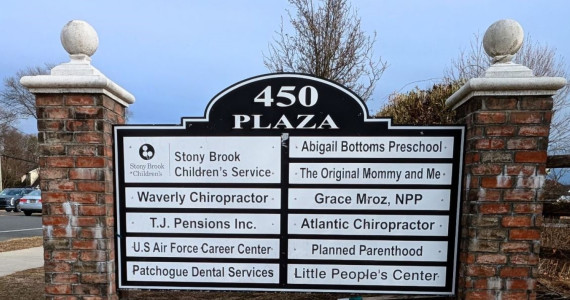 450
PLAZA
Stony Brook
Children's
Stony Brook
Children's Service
Waverly Chiropractor
T.J. Pensions Inc.
U.S Air Force Career Center
Patchogue Dental Services
Abigail Bottoms Preschool
The Original Mommy and Me
Grace Mroz, NPP
Atlantic Chiropractor
Planned Parenthood
Little People's Center